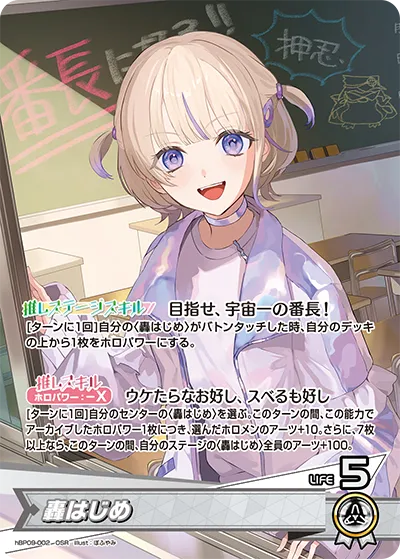 番長に好き!
押忍、
推しステージスキル 目指せ、宇宙一の番長!
[ターンに1回]自分の〈轟はじめ〉がバトンタッチした時、自分のデッキ
の上から1枚をホロパワーにする。
推しスキル
ホロパワー:-X
ウケたらなお好し、スベるも好し
[ターンに1回]自分のセンターの〈轟はじめ〉を選ぶ。このターンの間、この能力で
アーカイブしたホロパワー1枚につき、選んだホロメンのアーツ+10。さらに、7枚
以上なら、このターンの間、自分のステージの〈轟はじめ〉全員のアーツ+100。
LIFE 5
轟はじめ
hBP09-002 OSR illust:ぽふやみ